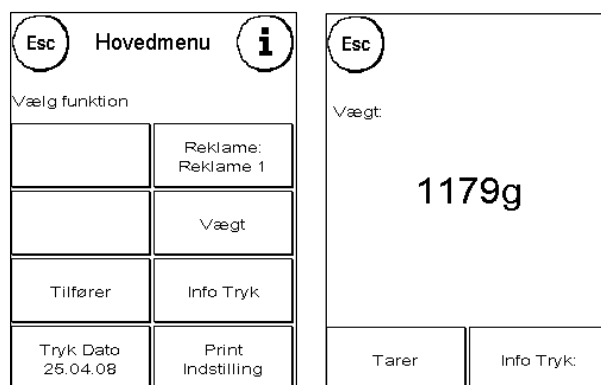 Esc
Hovedmenu
i
Vælg funktion
Reklame:
Reklame 1
Vægt
Tilfører
Info Tryk
Tryk Dato
25.04.08
Print
Indstilling
Esc
Vægt:
1179g
Tarer
Info Tryk: